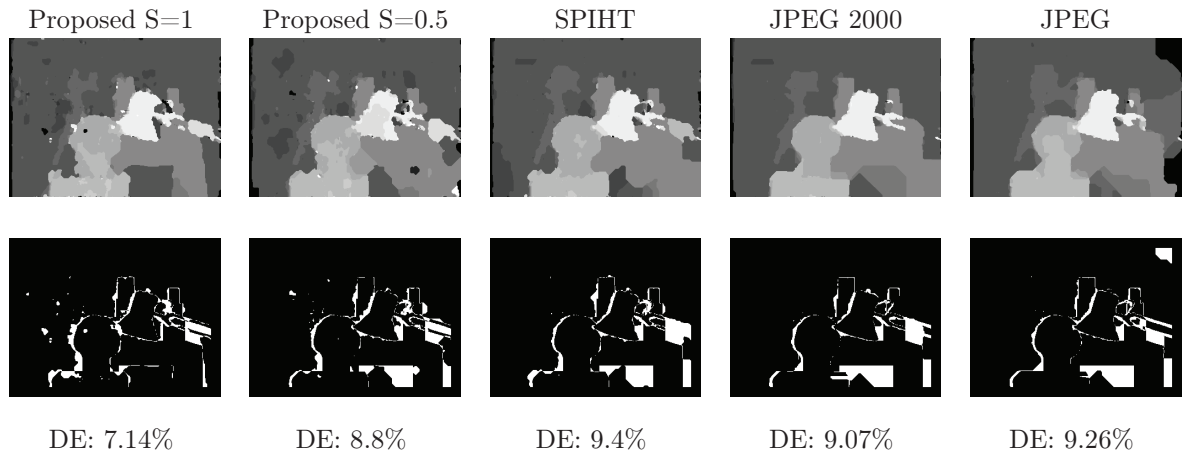 Proposed S=1 Proposed S=0.5 SPIHT JPEG 2000 JPEG
DE: 7.14% DE: 8.8% DE: 9.4% DE: 9.07% DE: 9.26%